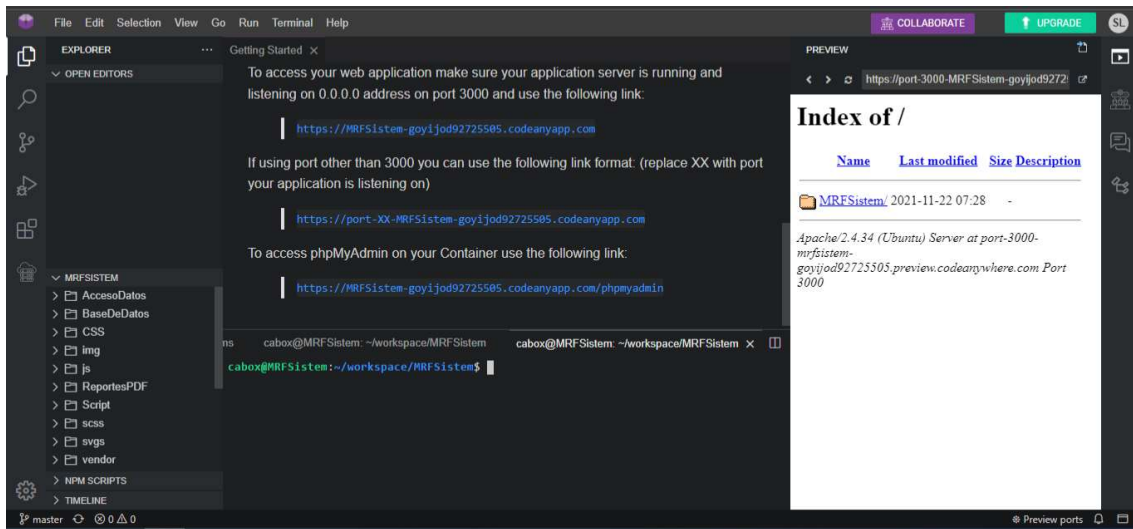 File Edit Selection View Go Run Terminal Help
COLLABORATE
UPGRADE
SL
EXPLORER
OPEN EDITORS
MRFSISTEM
AccesoDatos
BaseDeDatos
CSS
img
js
ReportesPDF
Script
scss
svgs
vendor
NPM SCRIPTS
TIMELINE
Getting Started
To access your web application make sure your application server is running and
listening on 0.0.0.0 address on port 3000 and use the following link:
https://MRFSistem-goyijod92725505.codeanyapp.com
If using port other than 3000 you can use the following link format: (replace XX with port
your application is listening on)
https://port-XX-MRFSistem-goyijod92725505.codeanyapp.com
To access phpMyAdmin on your Container use the following link:
https://MRFSistem-goyijod92725505.codeanyapp.com/phpmyadmin
ns cabox@MRFSistem: ~/workspace/MRFSistem cabox@MRFSistem: ~/workspace/MRFSistem
cabox@MRFSistem:~/workspace/MRFSistem$
PREVIEW
https://port-3000-MRFSistem-goyijod9272
Index of /
Name Last modified Size Description
MRFSistem/ 2021-11-22 07:28 -
Apache/2.4.34 (Ubuntu) Server at port-3000-
mrfsistem-
goyijod92725505.preview.codeanywhere.com Port
3000
master 0 0
Preview ports